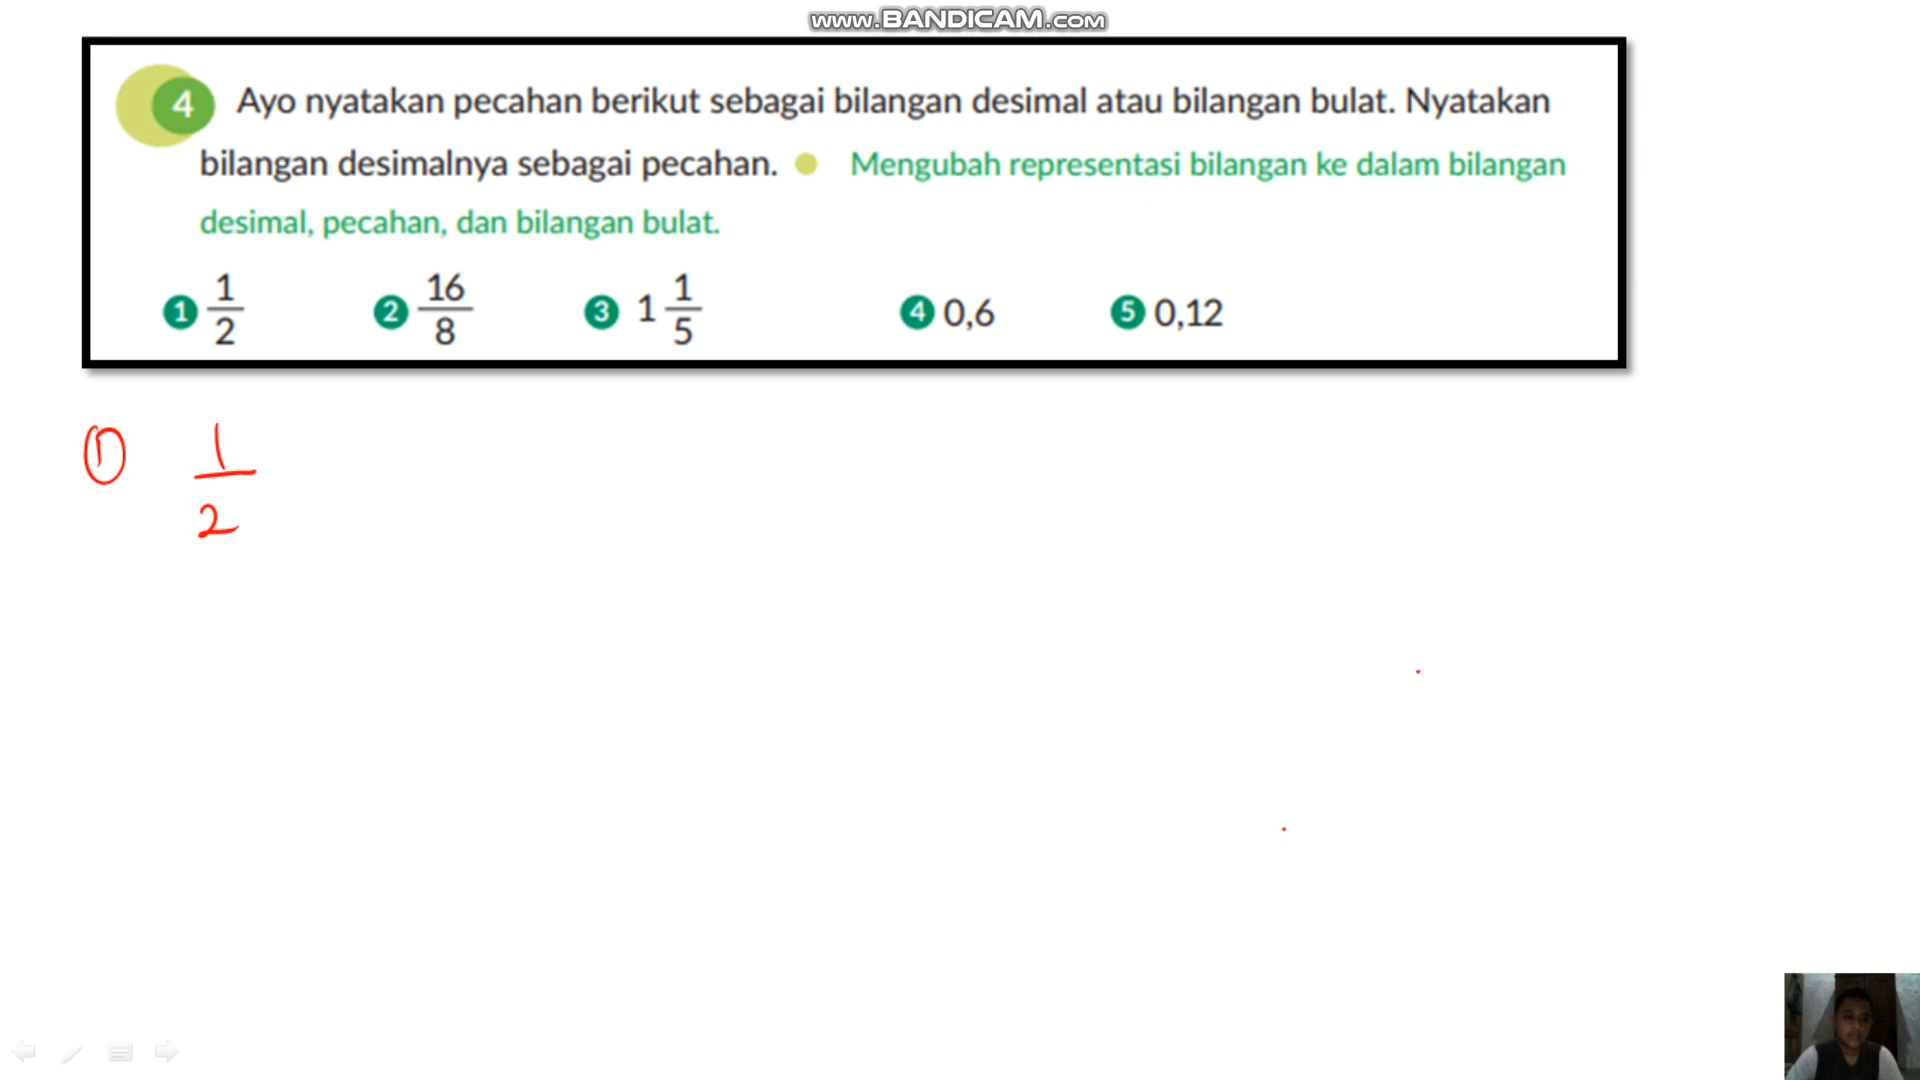 www.BANDICAM.com
4 Ayo nyatakan pecahan berikut sebagai bilangan desimal atau bilangan bulat. Nyatakan
bilangan desimalnya sebagai pecahan. Mengubah representasi bilangan ke dalam bilangan
desimal, pecahan, dan bilangan bulat.
1 1/2 2 16/8 3 1 1/5 4 0,6 5 0,12
① 1/2